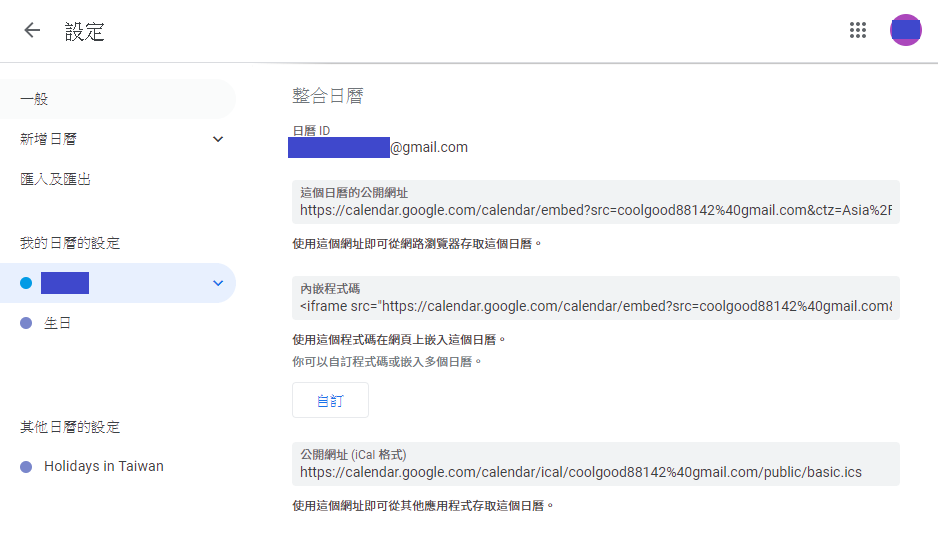 設定
一般
新增日曆
匯入及匯出
我的日曆的設定
生日
其他日曆的設定
Holidays in Taiwan
整合日曆
日曆 ID
@gmail.com
這個日曆的公開網址
https://calendar.google.com/calendar/embed?src=coolgood88142%40gmail.com&ctz=Asia%2F
使用這個網址即可從網路瀏覽器存取這個日曆。
內嵌程式碼
<iframe src="https://calendar.google.com/calendar/embed?src=coolgood88142%40gmail.com&
使用這個程式碼在網頁上嵌入這個日曆。
你可以自訂程式碼或嵌入多個日曆。
自訂
公開網址 (iCal 格式)
https://calendar.google.com/calendar/ical/coolgood88142%40gmail.com/public/basic.ics
使用這個網址即可從其他應用程式存取這個日曆。